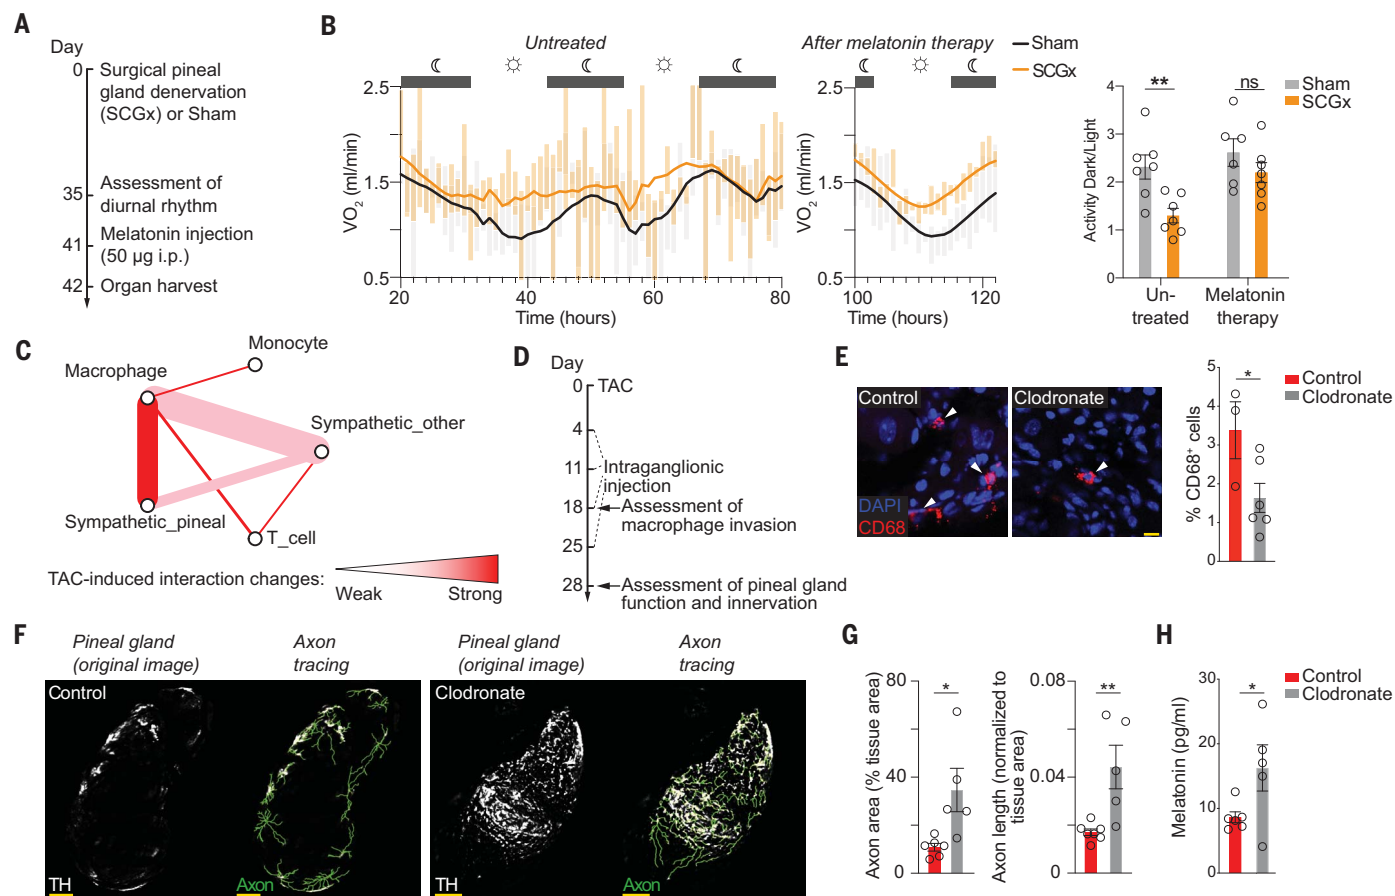 A
Day
0
Surgical pineal
gland denervation
(SCGx) or Sham
35
Assessment of
diurnal rhythm
41
Melatonin injection
(50 μg i.p.)
42
Organ harvest
B
Untreated
After melatonin therapy
Sham
SCGx
2.5
1.5
0.5
VO2 (ml/min)
20
40
60
80
Time (hours)
2.5
1.5
0.5
VO2 (ml/min)
100
120
Time (hours)
Activity Dark/Light
4
3
2
1
0
**
ns
Sham
SCGx
Un-
treated
Melatonin
therapy
C
Monocyte
Macrophage
Sympathetic_other
Sympathetic_pineal
T_cell
TAC-induced interaction changes:
Weak
Strong
D
Day
0
TAC
4
11
Intraganglionic
injection
18
Assessment of
macrophage invasion
25
28
Assessment of pineal gland
function and innervation
E
Control
Clodronate
DAPI
CD68
% CD68+ cells
5
4
3
2
1
0
*
Control
Clodronate
F
Pineal gland
(original image)
Axon
tracing
Pineal gland
(original image)
Axon
tracing
Control
Clodronate
TH
Axon
TH
Axon
G
Axon area (% tissue area)
80
40
0
*
Axon length (normalized to
tissue area)
0.08
0.04
0
**
H
Melatonin (pg/ml)
30
20
10
0
*
Control
Clodronate